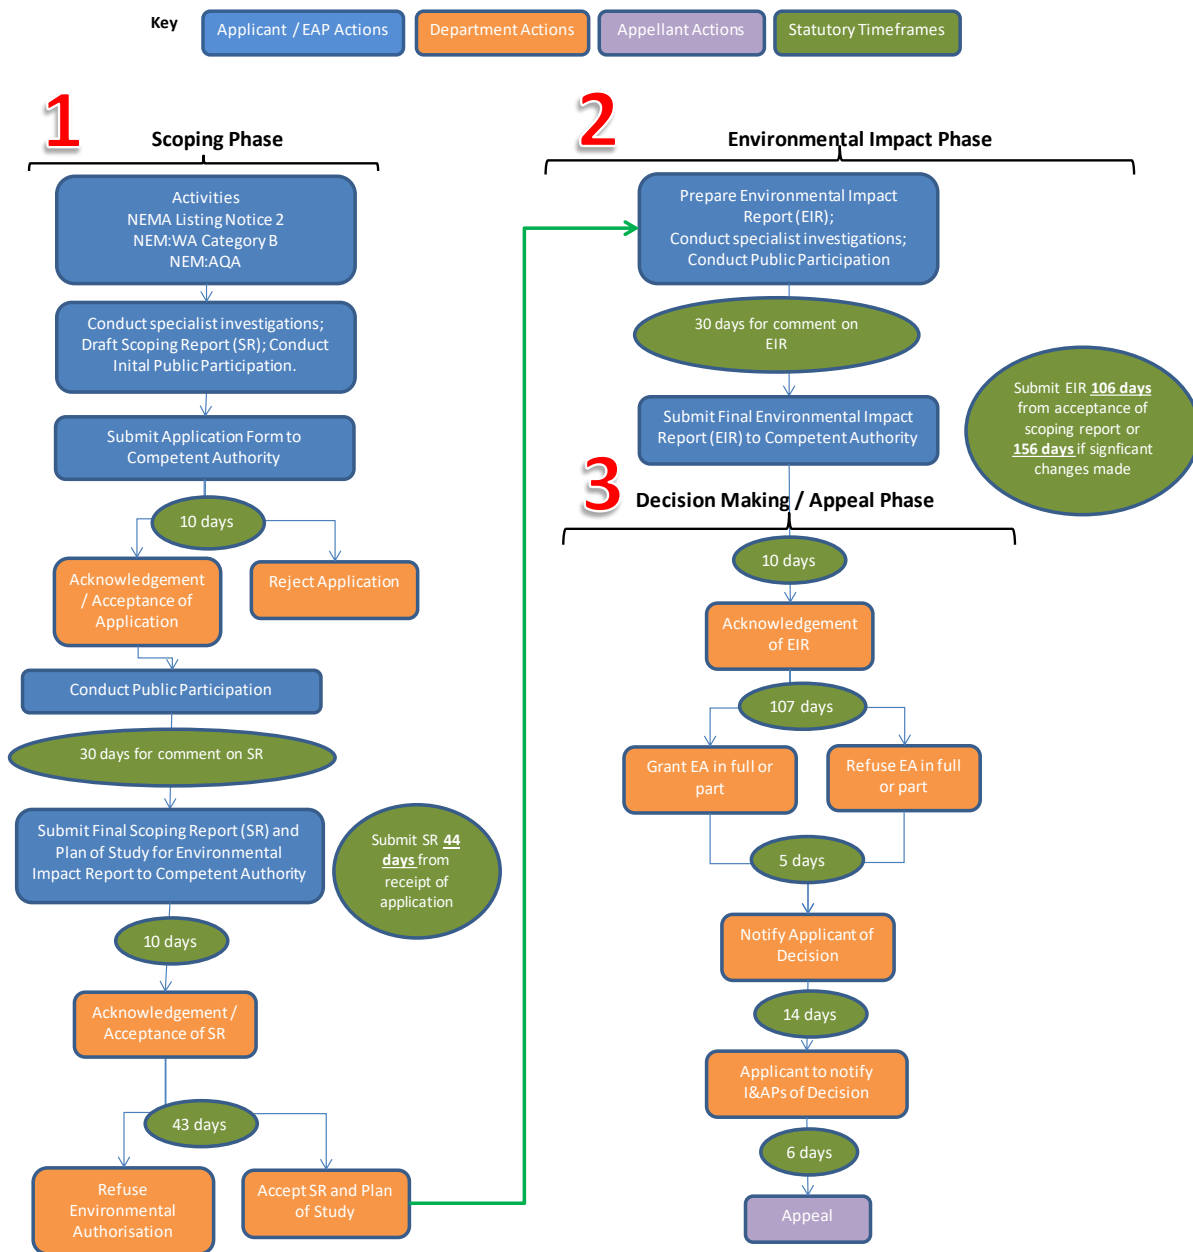 Key
Applicant / EAP Actions
Department Actions
Appellant Actions
Statutory Timeframes
1
Scoping Phase
Activities
NEMA Listing Notice 2
NEM:WA Category B
NEM:AQA
Conduct specialist investigations;
Draft Scoping Report (SR); Conduct
Inital Public Participation.
Submit Application Form to
Competent Authority
10 days
Acknowledgement
/ Acceptance of
Application
Reject Application
Conduct Public Participation
30 days for comment on SR
Submit Final Scoping Report (SR) and
Plan of Study for Environmental
Impact Report to Competent Authority
Submit SR 44
days from
receipt of
application
10 days
Acknowledgement /
Acceptance of SR
43 days
Refuse
Environmental
Authorisation
Accept SR and Plan
of Study
2
Environmental Impact Phase
Prepare Environmental Impact
Report (EIR);
Conduct specialist investigations;
Conduct Public Participation
30 days for comment on
EIR
Submit Final Environmental Impact
Report (EIR) to Competent Authority
Submit EIR 106 days
from acceptance of
scoping report or
156 days if signficant
changes made
3
Decision Making / Appeal Phase
10 days
Acknowledgement
of EIR
107 days
Grant EA in full or
part
Refuse EA in full
or part
5 days
Notify Applicant of
Decision
14 days
Applicant to notify
I&APs of Decision
6 days
Appeal